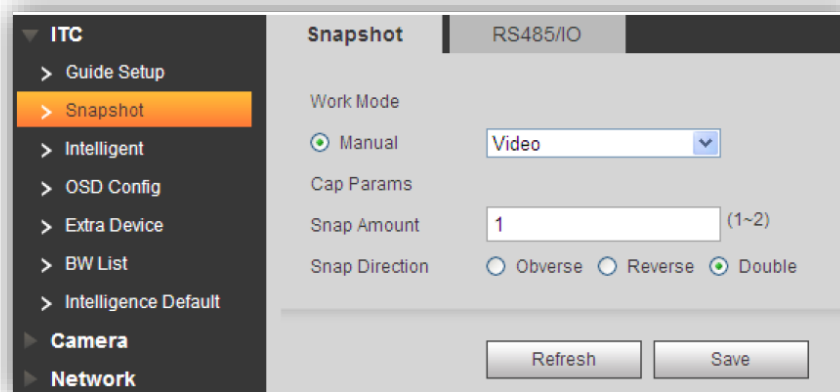 ITC
Guide Setup
Snapshot
Intelligent
OSD Config
Extra Device
BW List
Intelligence Default
Camera
Network
Snapshot RS485/IO
Work Mode
Manual Video
Cap Params
Snap Amount 1 (1~2)
Snap Direction Obverse Reverse Double
Refresh Save